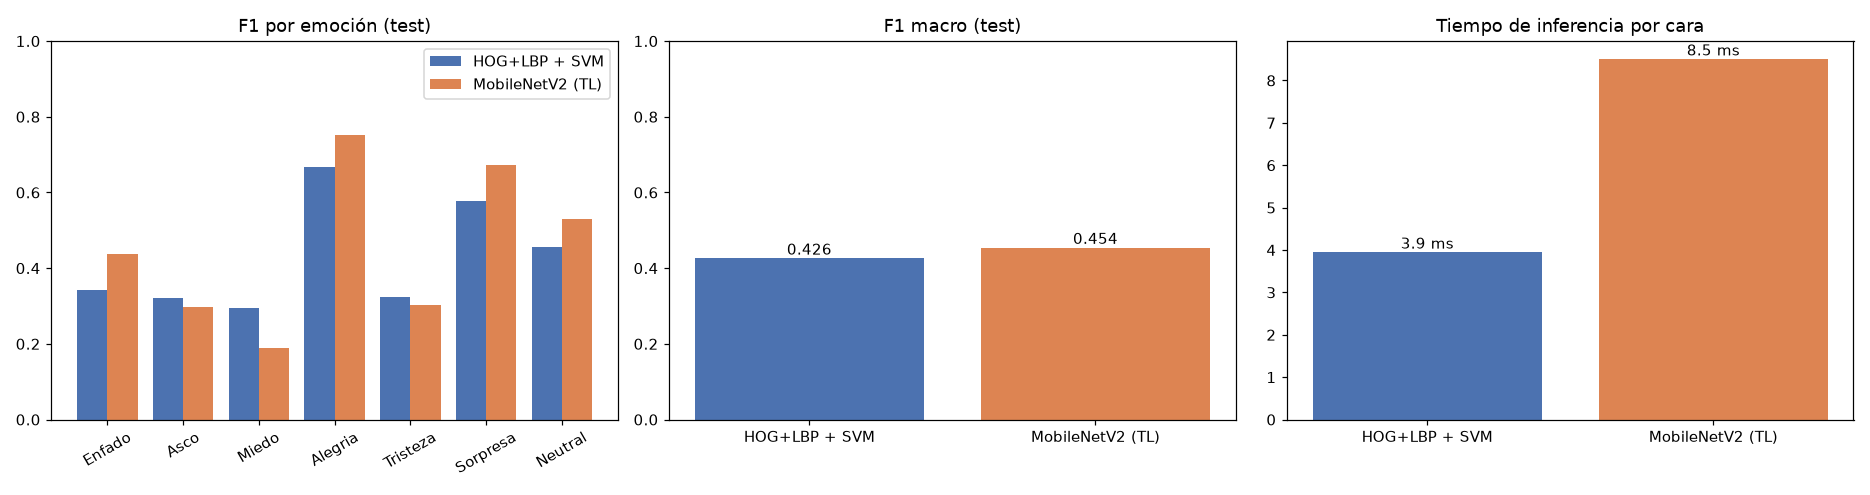 F1 por emoción (test)
1.0
0.8
0.6
0.4
0.2
0.0
HOG+LBP + SVM
MobileNetV2 (TL)
Enfado
Asco
Miedo
Alegria
Tristeza
Sorpresa
Neutral
F1 macro (test)
1.0
0.8
0.6
0.4
0.2
0.0
0.426
0.454
HOG+LBP + SVM
MobileNetV2 (TL)
Tiempo de inferencia por cara
8
7
6
5
4
3
2
1
0
3.9 ms
8.5 ms
HOG+LBP + SVM
MobileNetV2 (TL)